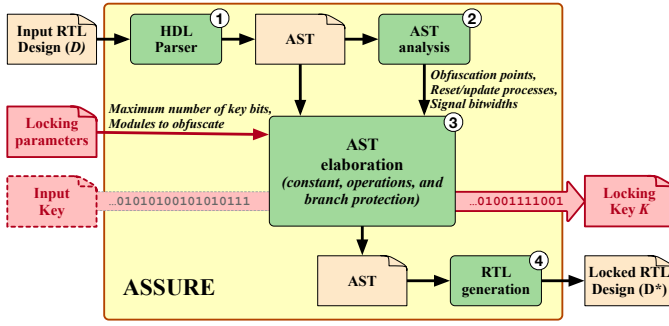 Input RTL
Design (D)
1
HDL
Parser
AST
2
AST
analysis
Obfuscation points,
Reset/update processes,
Signal bitwidths
Locking
parameters
Maximum number of key bits,
Modules to obfuscate
3
AST
elaboration
(constant, operations, and
branch protection)
Input
Key
...01010100101010111
...01001111001
Locking
Key K
AST
4
RTL
generation
Locked RTL
Design (D*)
ASSURE